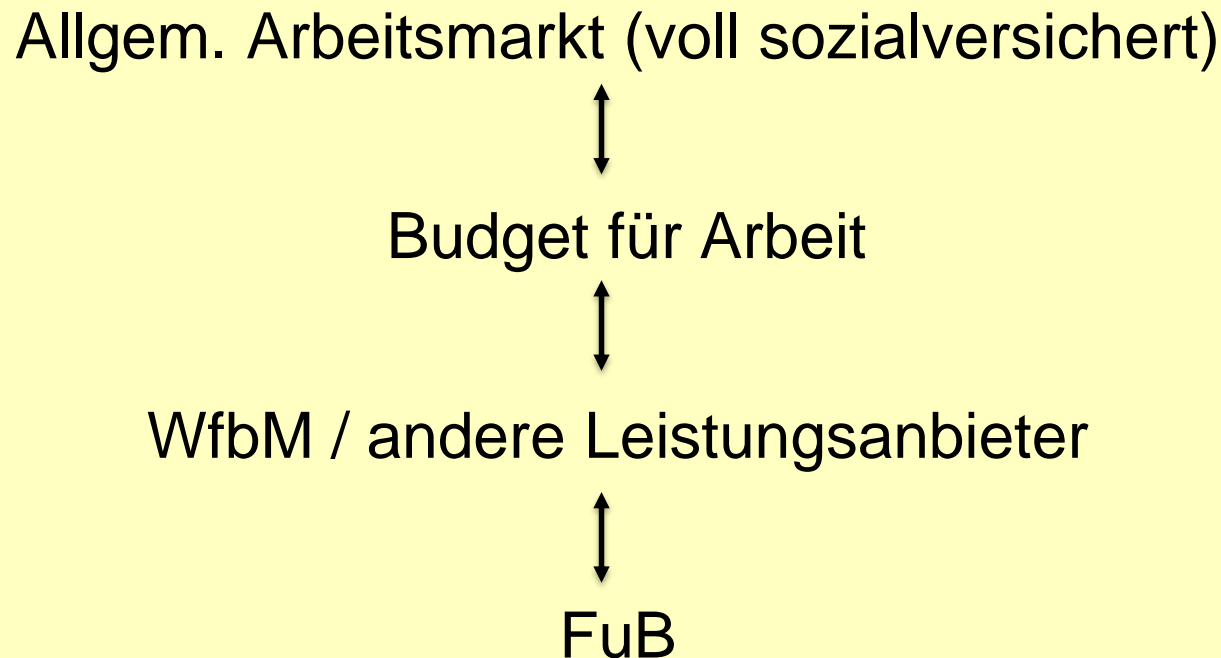 Allgem. Arbeitsmarkt (voll sozialversichert)
Budget für Arbeit
WfbM / andere Leistungsanbieter
FuB